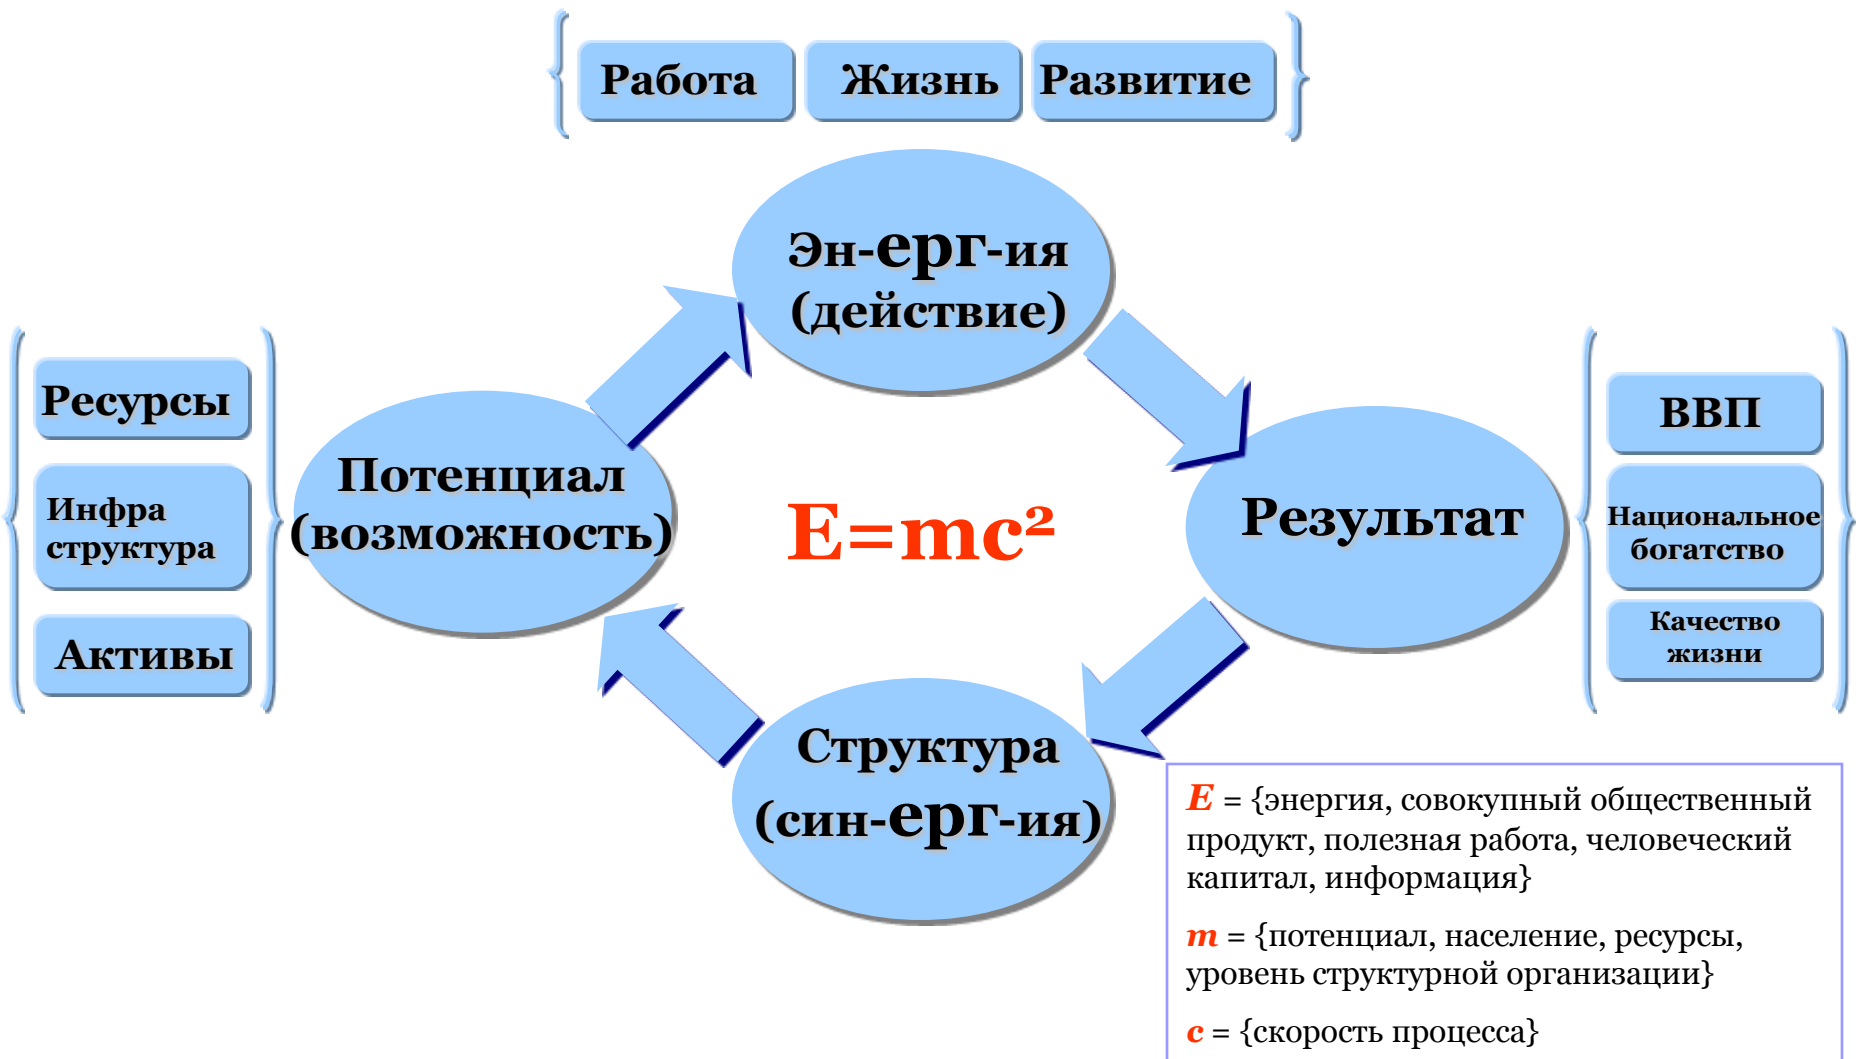 Работа Жизнь Развитие
Эн-ерг-ия
(действие)
Ресурсы
Инфра
структура
Активы
Потенциал
(возможность)
E=mc²
Результат
ВВП
Национальное
богатство
Качество
жизни
Структура
(син-ерг-ия)
E = {энергия, совокупный общественный
продукт, полезная работа, человеческий
капитал, информация}
m = {потенциал, население, ресурсы,
уровень структурной организации}
c = {скорость процесса}